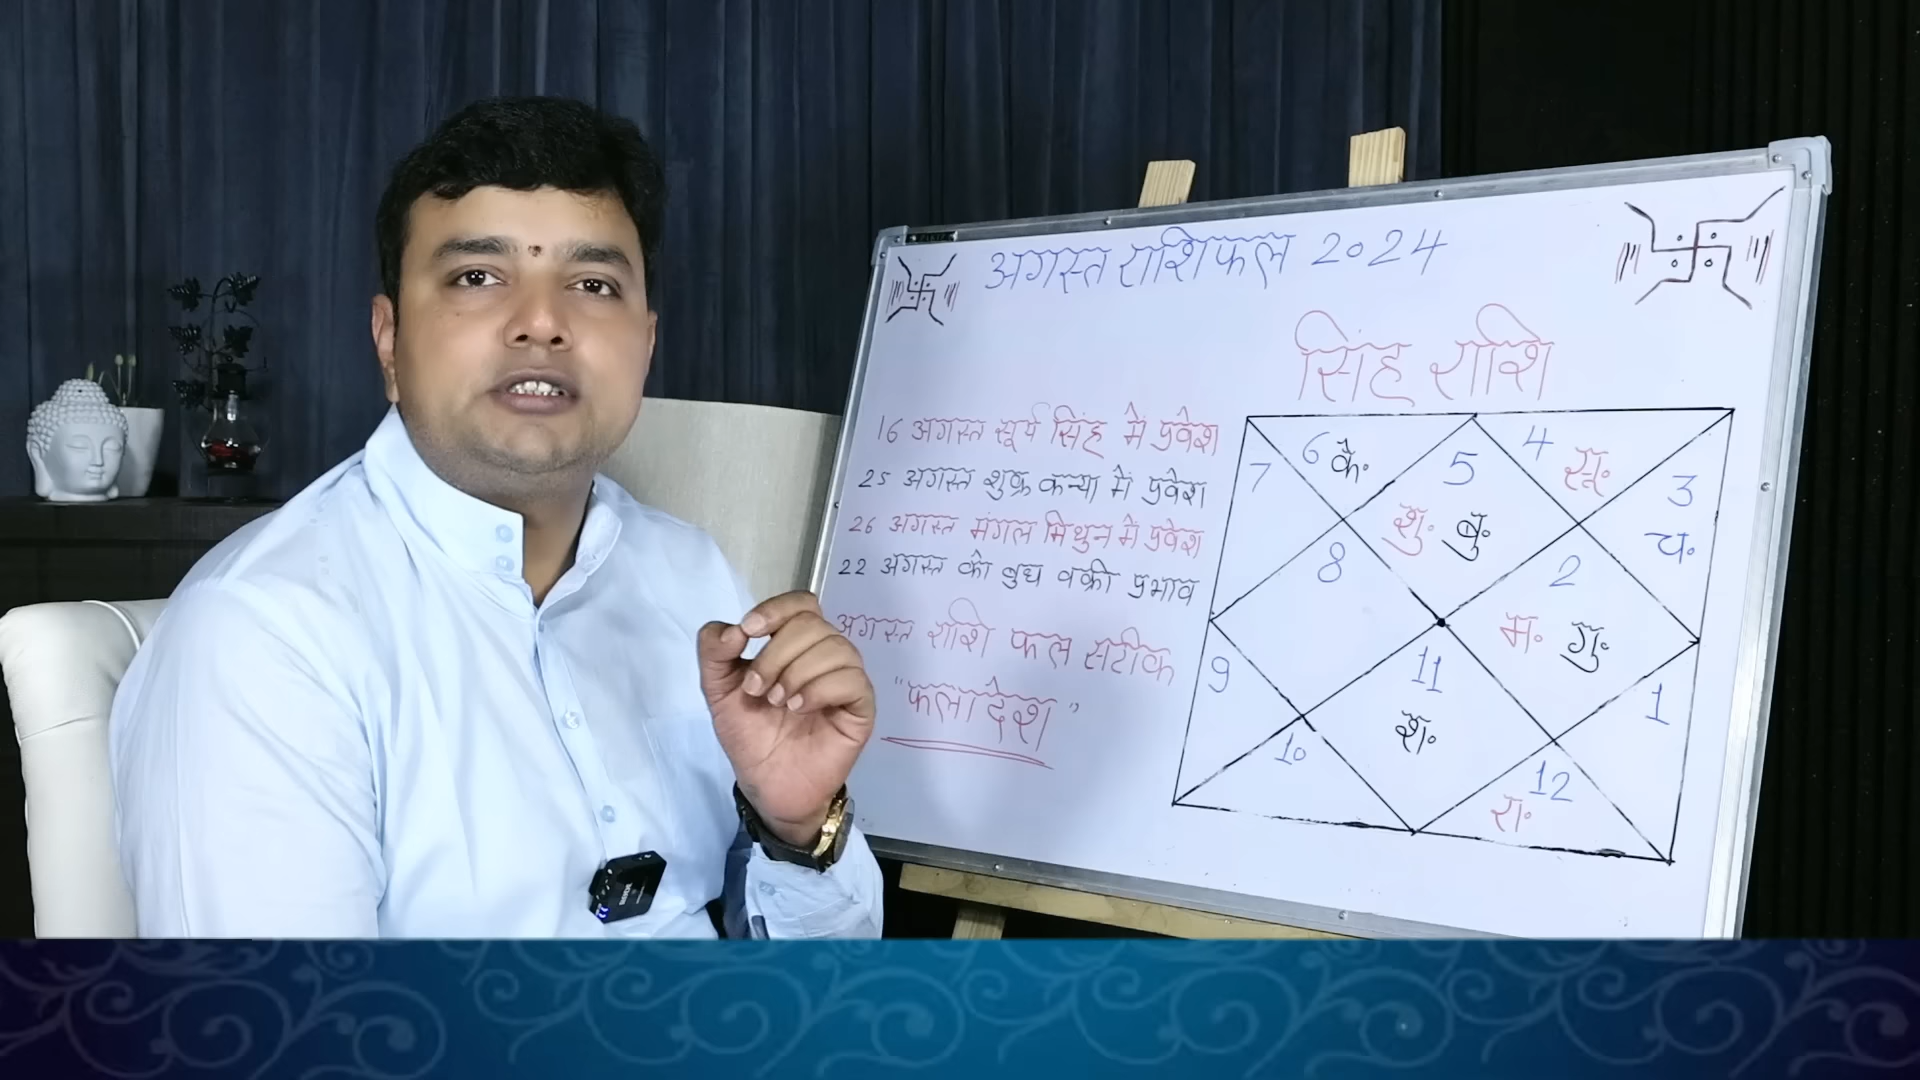 अगस्त राशिफल 2०24
सिंह राशि
16 अगस्त सूर्य सिंह में प्रवेश
25 अगस्त शुक्र कन्या में प्रवेश
26 अगस्त मंगल मिथुन मे प्रवेश
22 अगस्त को बुध वक्री प्रभाव
अगस्त राशि फल सटीक
"फलादेश"
6 के॰
5
4 सू॰
7
शु॰ बु॰
3
च॰
8
2
म॰ गु॰
9
11
श॰
1
10
12
रा॰